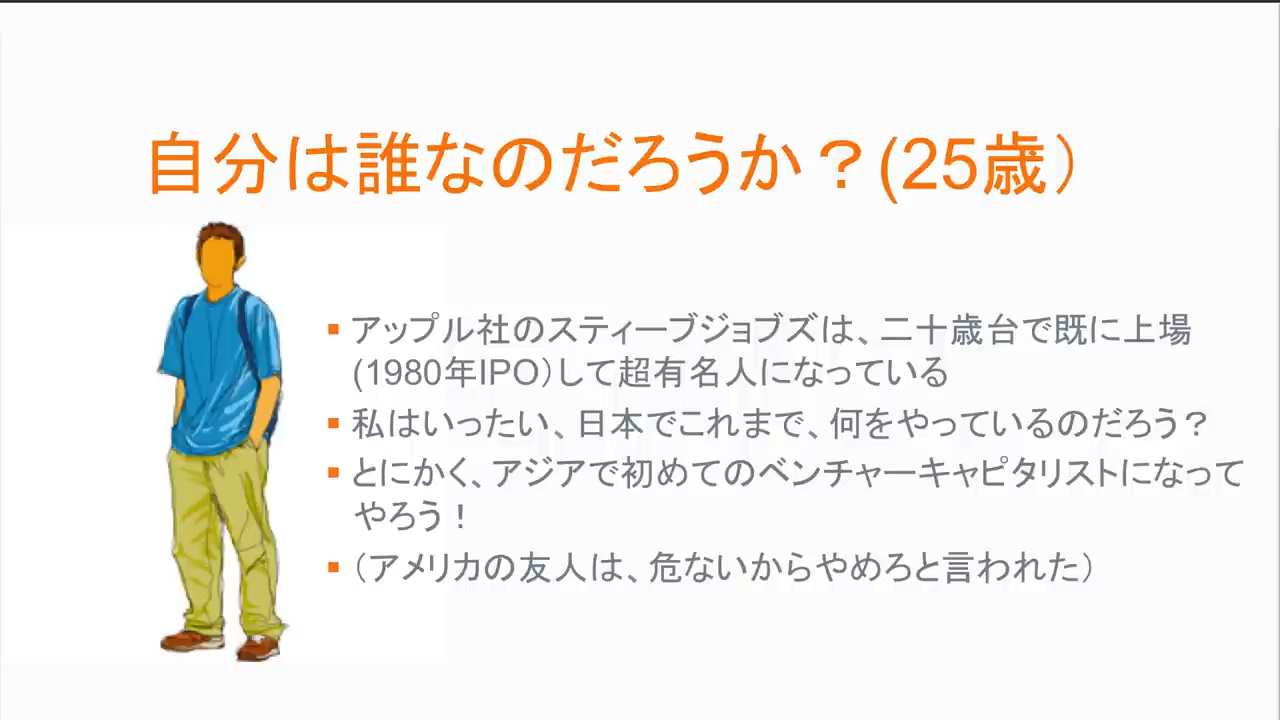 自分は誰なのだろうか？(25歳）
▪ アップル社のスティーブジョブズは、二十歳台で既に上場
(1980年IPO）して超有名人になっている
▪ 私はいったい、日本でこれまで、何をやっているのだろう？
▪ とにかく、アジアで初めてのベンチャーキャピタリストになって
やろう！
▪ （アメリカの友人は、危ないからやめろと言われた）